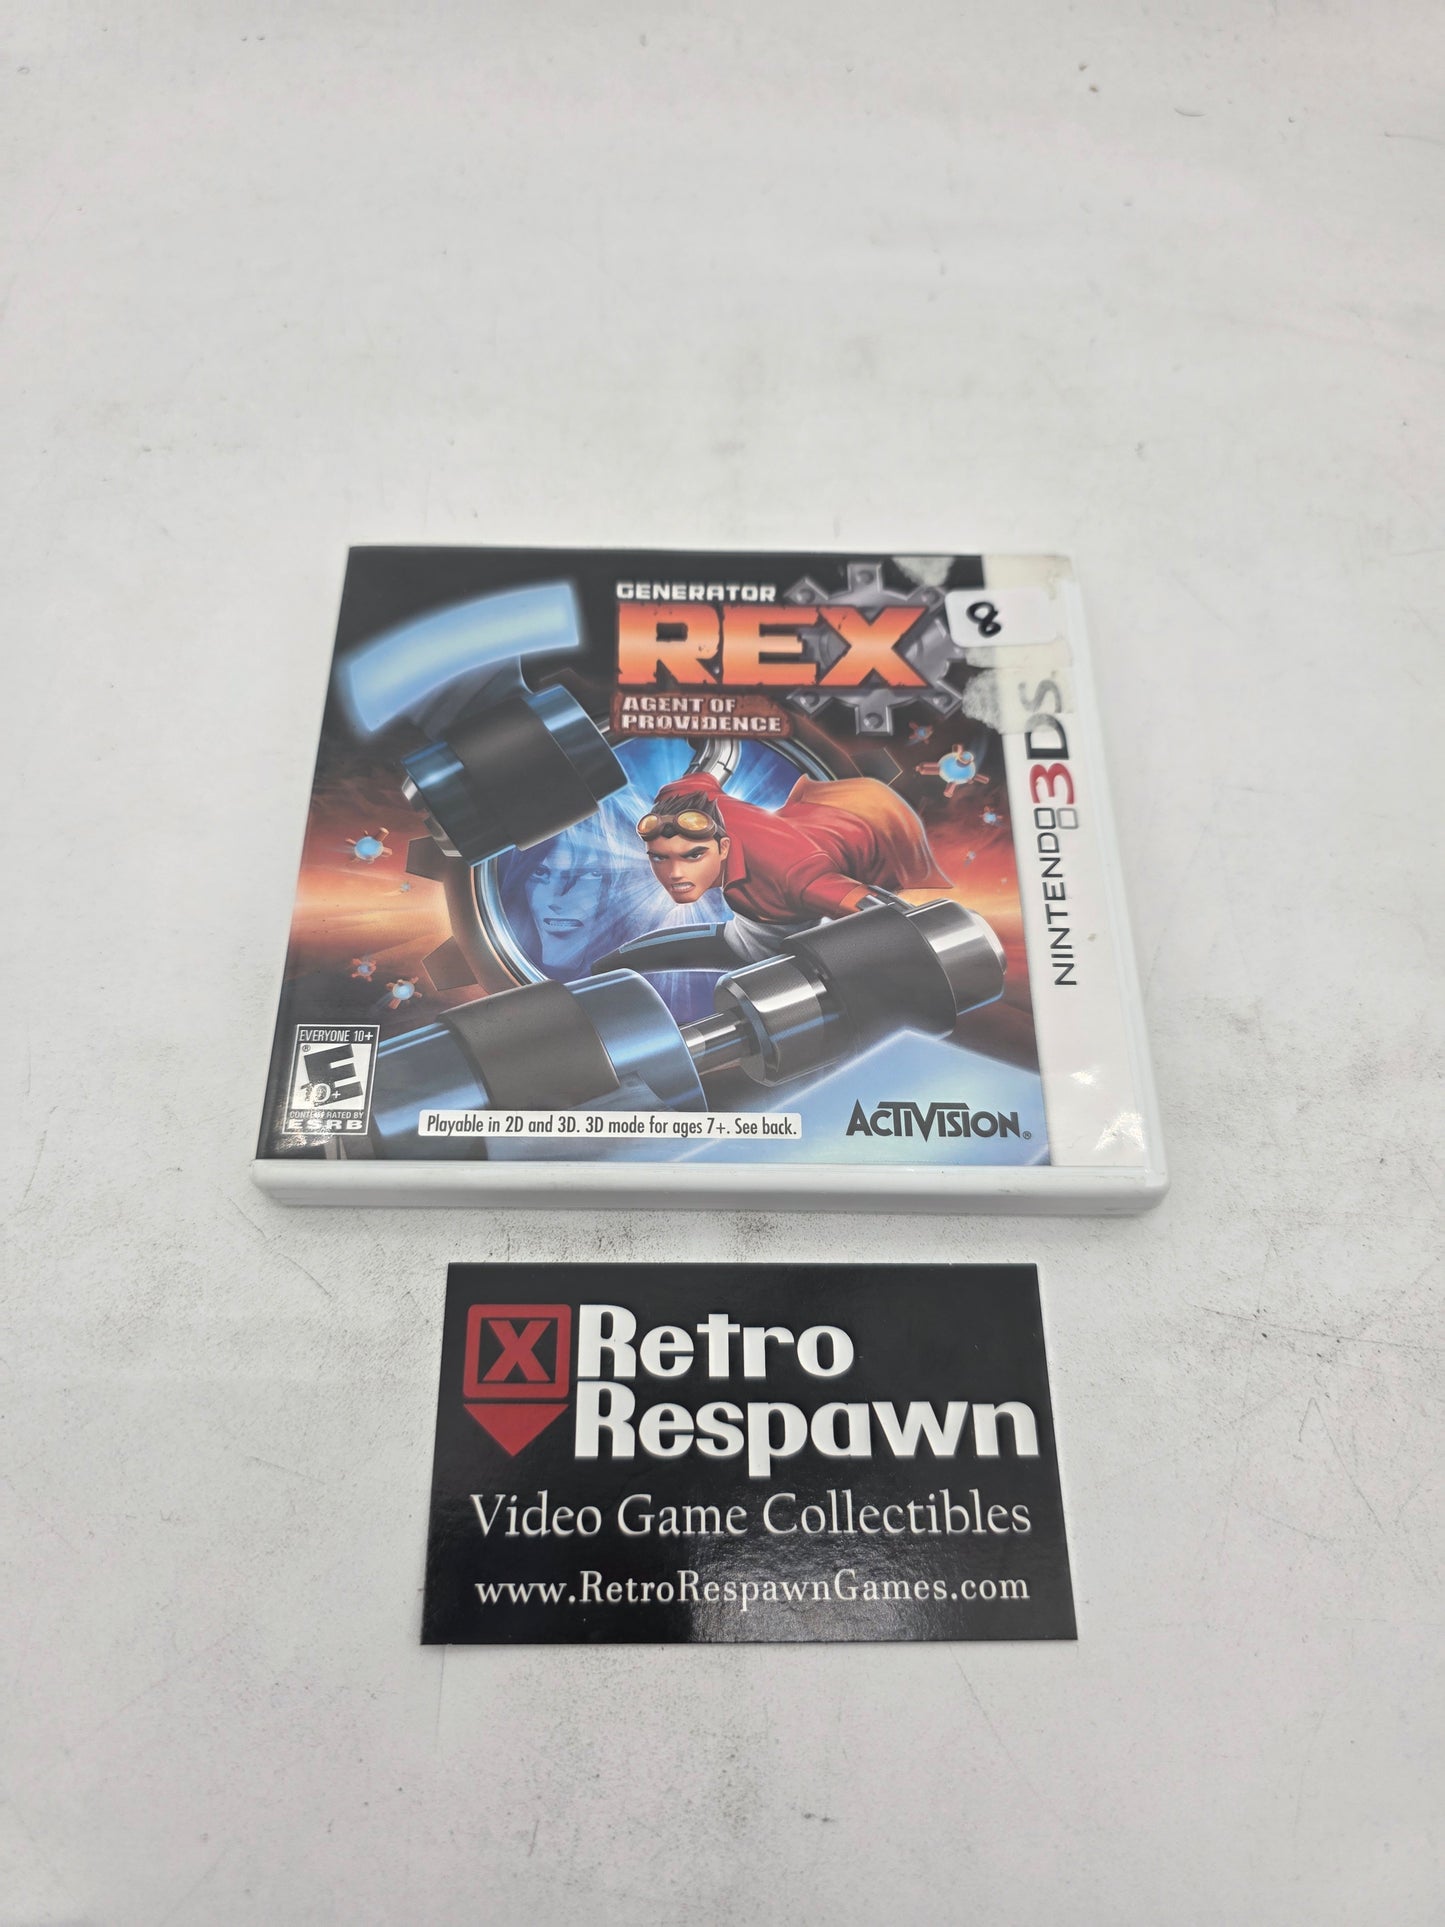 GENERATOR
REX
8
AGENT OF
PROVIDENCE
NINTENDO 3DS
EVERYONE 10+
E
10+
CONTENT RATED BY
ESRB
Playable in 2D and 3D. 3D mode for ages 7+. See back.
ACTIVISION®
X Retro
Respawn
Video Game Collectibles
www.RetroRespawnGames.com